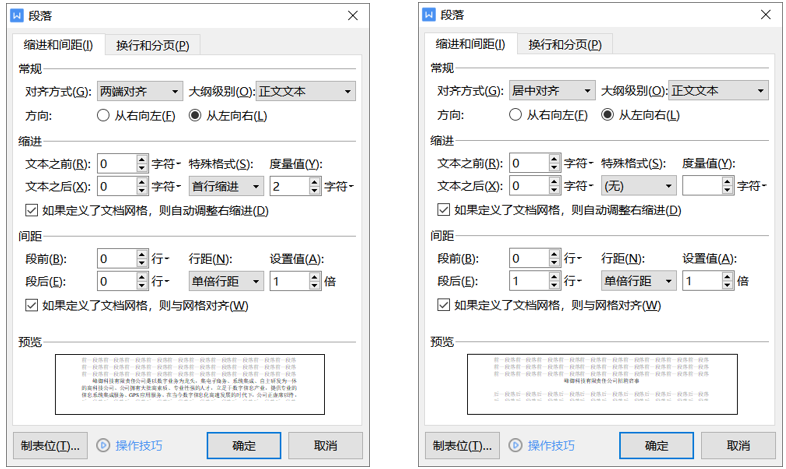 段落
缩进和间距(I) 换行和分页(P)
常规
对齐方式(G): 两端对齐 大纲级别(O): 正文文本
方向: 从右向左(F) 从左向右(L)
缩进
文本之前(R): 0 字符 特殊格式(S): 度量值(Y):
文本之后(X): 0 字符 首行缩进 2 字符
如果定义了文档网格，则自动调整右缩进(D)
间距
段前(B): 0 行 行距(N): 设置值(A):
段后(E): 0 行 单倍行距 1 倍
如果定义了文档网格，则与网格对齐(W)
预览
制表位(T)... 操作技巧 确定 取消
段落
缩进和间距(I) 换行和分页(P)
常规
对齐方式(G): 居中对齐 大纲级别(O): 正文文本
方向: 从右向左(F) 从左向右(L)
缩进
文本之前(R): 0 字符 特殊格式(S): 度量值(Y):
文本之后(X): 0 字符 (无) 字符
如果定义了文档网格，则自动调整右缩进(D)
间距
段前(B): 0 行 行距(N): 设置值(A):
段后(E): 1 行 单倍行距 1 倍
如果定义了文档网格，则与网格对齐(W)
预览
制表位(T)... 操作技巧 确定 取消